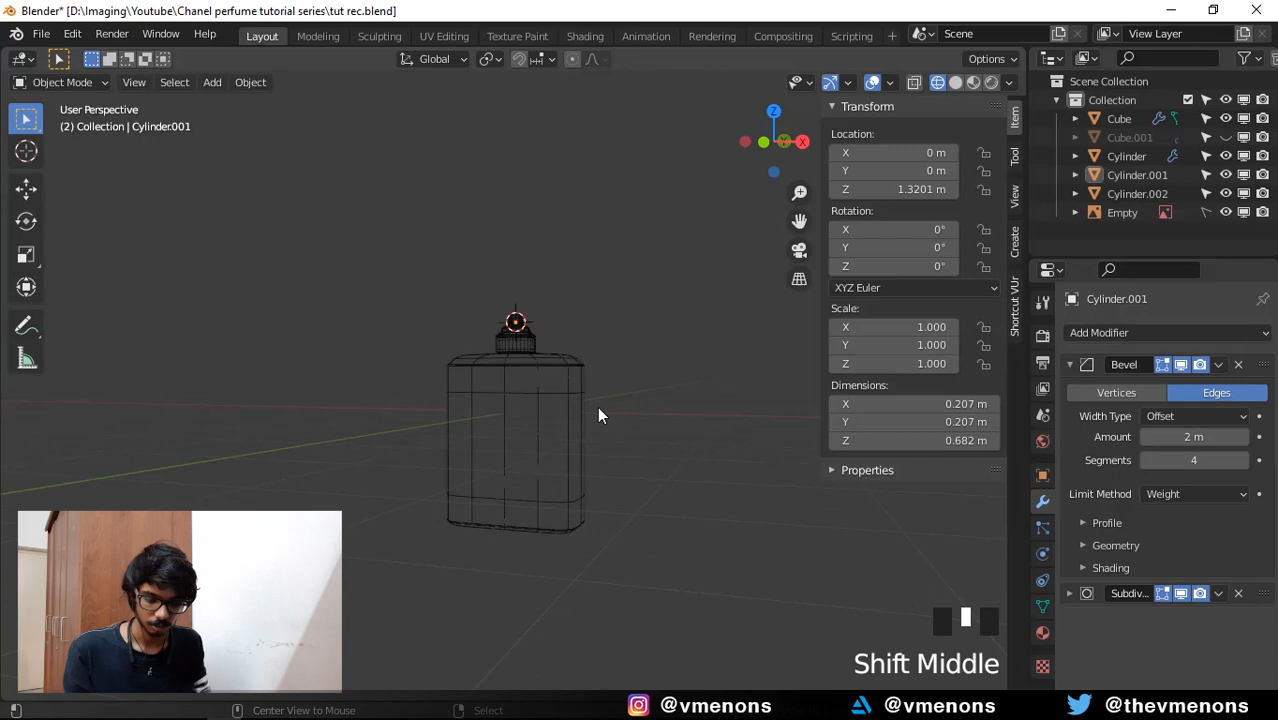 Blender* [D:\Imaging\Youtube\Chanel perfume tutorial series\tut rec.blend]
File Edit Render Window Help Layout Modeling Sculpting UV Editing Texture Paint Shading Animation Rendering Compositing Scripting Scene View Layer
Global Options
Object Mode View Select Add Object
User Perspective
(2) Collection | Cylinder.001
Z
X
Y
Transform
Location:
X 0 m
Y 0 m
Z 1.3201 m
Rotation:
X 0°
Y 0°
Z 0°
XYZ Euler
Scale:
X 1.000
Y 1.000
Z 1.000
Dimensions:
X 0.207 m
Y 0.207 m
Z 0.682 m
Properties
Item
Tool
View
Create
Shortcut VUr
Scene Collection
Collection
Cube
Cube.001
Cylinder
Cylinder.001
Cylinder.002
Empty
Cylinder.001
Add Modifier
Bevel
Vertices Edges
Width Type Offset
Amount 2 m
Segments 4
Limit Method Weight
Profile
Geometry
Shading
Subdiv...
Shift Middle
@vmenons @vmenons @thevmenons
Center View to Mouse Select